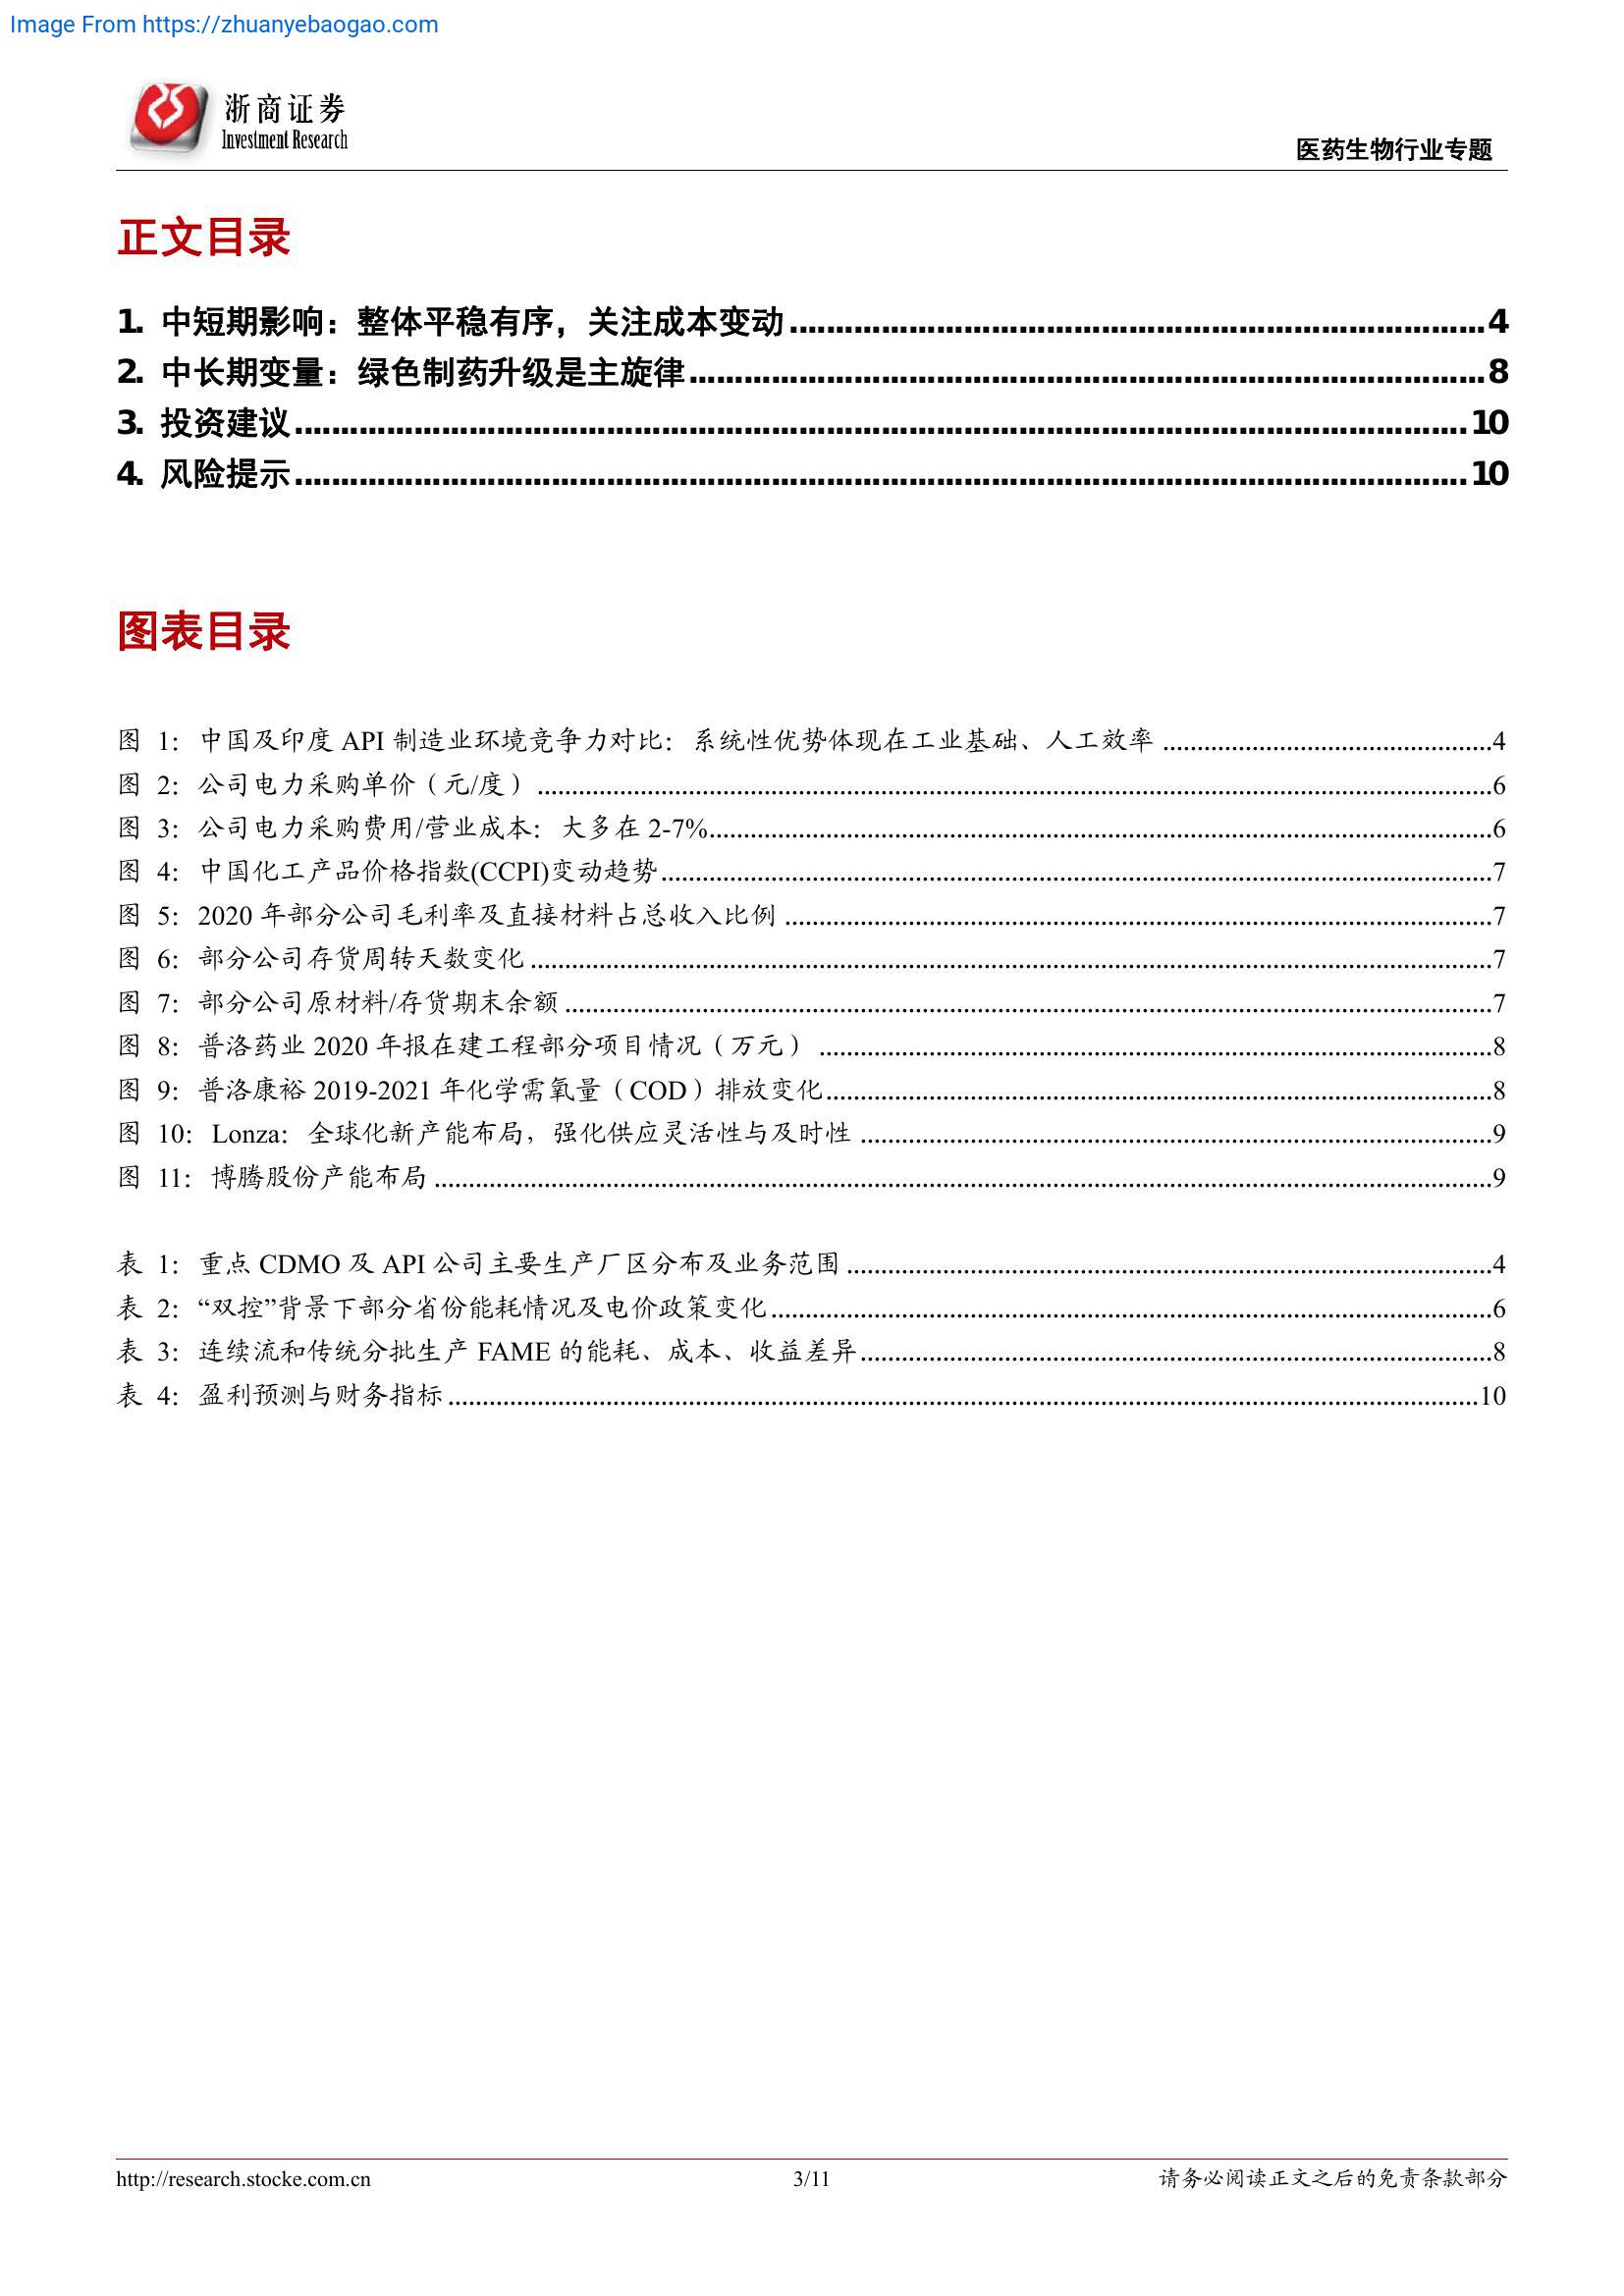 Image From https://zhuanyebaogao.com
浙商证券
Investment Research
医药生物行业专题
正文目录
1. 中短期影响：整体平稳有序，关注成本变动........................................4
2. 中长期变量：绿色制药升级是主旋律........................................8
3. 投资建议........................................10
4. 风险提示........................................10
图表目录
图 1：中国及印度 API 制造业环境竞争力对比：系统性优势体现在工业基础、人工效率........................................4
图 2：公司电力采购单价（元/度）........................................6
图 3：公司电力采购费用/营业成本：大多在 2-7%........................................6
图 4：中国化工产品价格指数(CCPI)变动趋势........................................7
图 5：2020 年部分公司毛利率及直接材料占总收入比例........................................7
图 6：部分公司存货周转天数变化........................................7
图 7：部分公司原材料/存货期末余额........................................7
图 8：普洛药业 2020 年报在建工程部分项目情况（万元）........................................8
图 9：普洛康裕 2019-2021 年化学需氧量（COD）排放变化........................................8
图 10：Lonza：全球化新产能布局，强化供应灵活性与及时性........................................9
图 11：博腾股份产能布局........................................9
表 1：重点 CDMO 及 API 公司主要生产厂区分布及业务范围........................................4
表 2：“双控”背景下部分省份能耗情况及电价政策变化........................................6
表 3：连续流和传统分批生产 FAME 的能耗、成本、收益差异........................................8
表 4：盈利预测与财务指标........................................10
http://research.stocke.com.cn
3/11
请务必阅读正文之后的免责条款部分